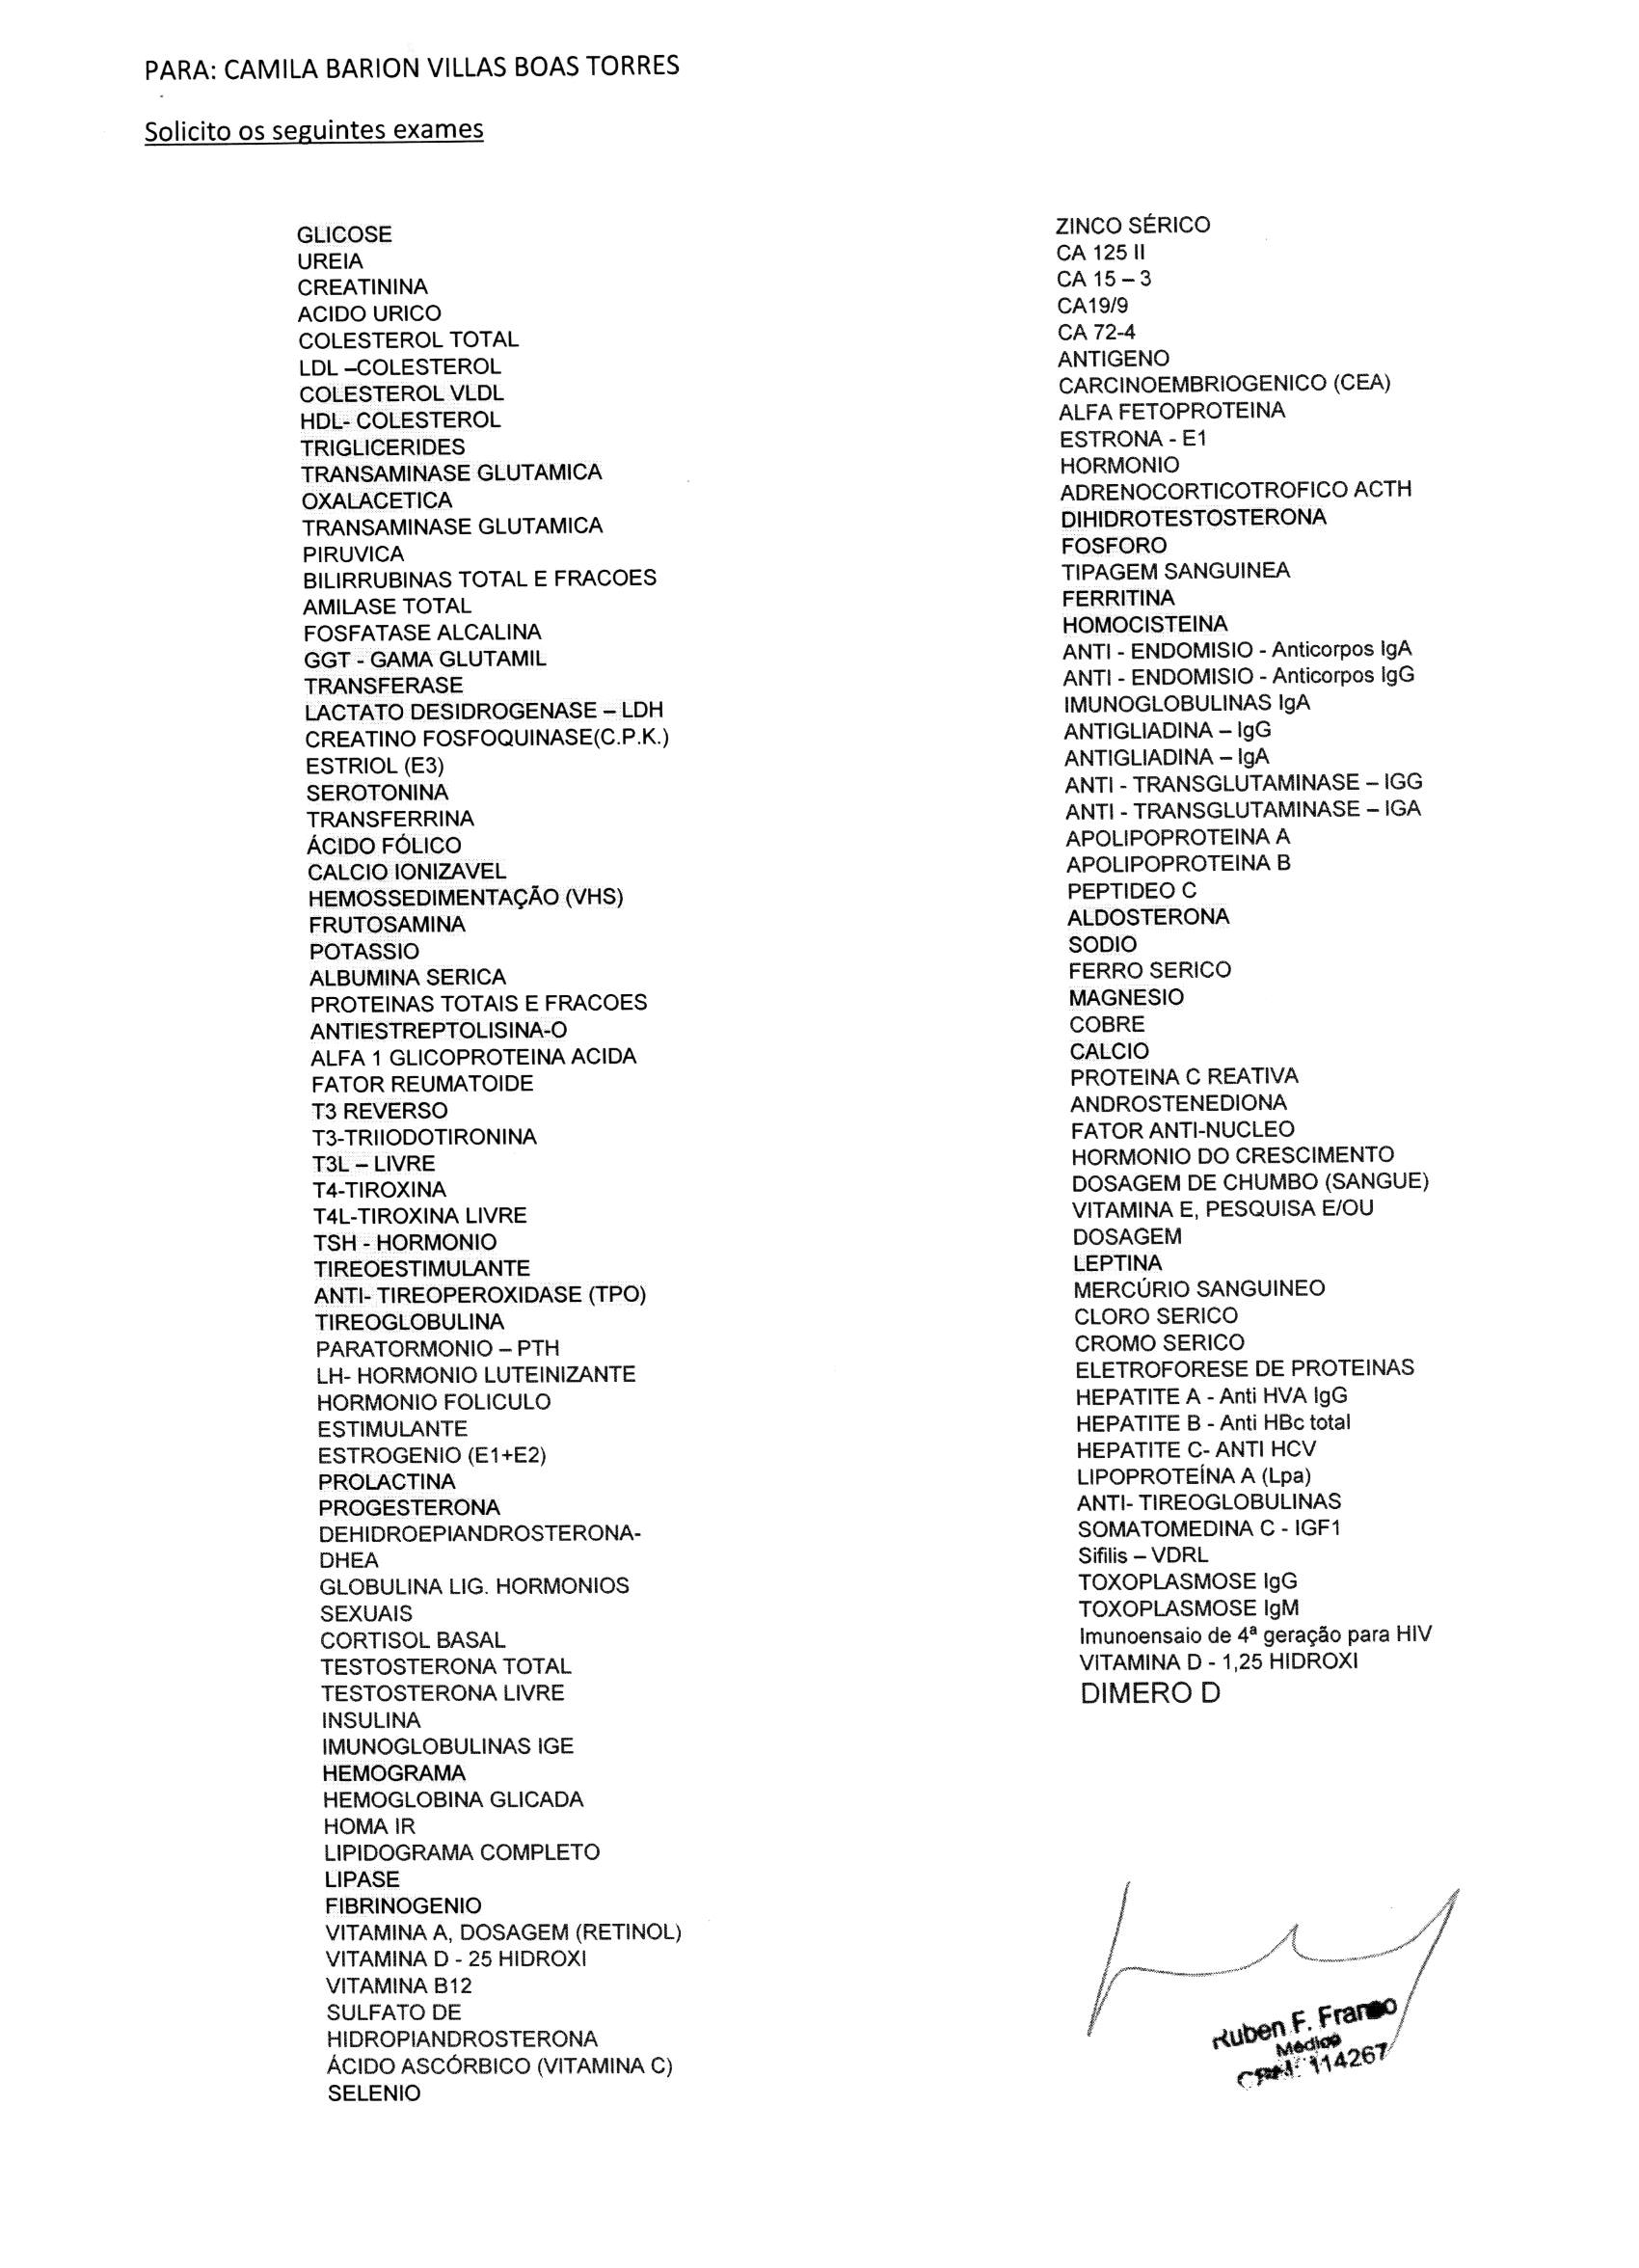 PARA: CAMILA BARION VILLAS BOAS TORRES
Solicito os seguintes exames
GLICOSE
UREIA
CREATININA
ACIDO URICO
COLESTEROL TOTAL
LDL –COLESTEROL
COLESTEROL VLDL
HDL- COLESTEROL
TRIGLICERIDES
TRANSAMINASE GLUTAMICA
OXALACETICA
TRANSAMINASE GLUTAMICA
PIRUVICA
BILIRRUBINAS TOTAL E FRACOES
AMILASE TOTAL
FOSFATASE ALCALINA
GGT - GAMA GLUTAMIL
TRANSFERASE
LACTATO DESIDROGENASE – LDH
CREATINO FOSFOQUINASE(C.P.K.)
ESTRIOL (E3)
SEROTONINA
TRANSFERRINA
ÁCIDO FÓLICO
CALCIO IONIZAVEL
HEMOSSEDIMENTAÇÃO (VHS)
FRUTOSAMINA
POTASSIO
ALBUMINA SERICA
PROTEINAS TOTAIS E FRACOES
ANTIESTREPTOLISINA-O
ALFA 1 GLICOPROTEINA ACIDA
FATOR REUMATOIDE
T3 REVERSO
T3-TRIIODOTIRONINA
T3L – LIVRE
T4-TIROXINA
T4L-TIROXINA LIVRE
TSH - HORMONIO
TIREOESTIMULANTE
ANTI- TIREOPEROXIDASE (TPO)
TIREOGLOBULINA
PARATORMONIO – PTH
LH- HORMONIO LUTEINIZANTE
HORMONIO FOLICULO
ESTIMULANTE
ESTROGENIO (E1+E2)
PROLACTINA
PROGESTERONA
DEHIDROEPIANDROSTERONA-
DHEA
GLOBULINA LIG. HORMONIOS
SEXUAIS
CORTISOL BASAL
TESTOSTERONA TOTAL
TESTOSTERONA LIVRE
INSULINA
IMUNOGLOBULINAS IGE
HEMOGRAMA
HEMOGLOBINA GLICADA
HOMA IR
LIPIDOGRAMA COMPLETO
LIPASE
FIBRINOGENIO
VITAMINA A, DOSAGEM (RETINOL)
VITAMINA D - 25 HIDROXI
VITAMINA B12
SULFATO DE
HIDROPIANDROSTERONA
ÁCIDO ASCÓRBICO (VITAMINA C)
SELENIO
ZINCO SÉRICO
CA 125 II
CA 15 – 3
CA19/9
CA 72-4
ANTIGENO
CARCINOEMBRIOGENICO (CEA)
ALFA FETOPROTEINA
ESTRONA - E1
HORMONIO
ADRENOCORTICOTROFICO ACTH
DIHIDROTESTOSTERONA
FOSFORO
TIPAGEM SANGUINEA
FERRITINA
HOMOCISTEINA
ANTI - ENDOMISIO - Anticorpos IgA
ANTI - ENDOMISIO - Anticorpos IgG
IMUNOGLOBULINAS IgA
ANTIGLIADINA – IgG
ANTIGLIADINA – IgA
ANTI - TRANSGLUTAMINASE – IGG
ANTI - TRANSGLUTAMINASE – IGA
APOLIPOPROTEINA A
APOLIPOPROTEINA B
PEPTIDEO C
ALDOSTERONA
SODIO
FERRO SERICO
MAGNESIO
COBRE
CALCIO
PROTEINA C REATIVA
ANDROSTENEDIONA
FATOR ANTI-NUCLEO
HORMONIO DO CRESCIMENTO
DOSAGEM DE CHUMBO (SANGUE)
VITAMINA E, PESQUISA E/OU
DOSAGEM
LEPTINA
MERCÚRIO SANGUINEO
CLORO SERICO
CROMO SERICO
ELETROFORESE DE PROTEINAS
HEPATITE A - Anti HVA IgG
HEPATITE B - Anti HBc total
HEPATITE C- ANTI HCV
LIPOPROTEÍNA A (Lpa)
ANTI- TIREOGLOBULINAS
SOMATOMEDINA C - IGF1
Sifilis – VDRL
TOXOPLASMOSE IgG
TOXOPLASMOSE IgM
Imunoensaio de 4ª geração para HIV
VITAMINA D - 1,25 HIDROXI
DIMERO D
Ruben F. Franco
Médico
CRM: 114267